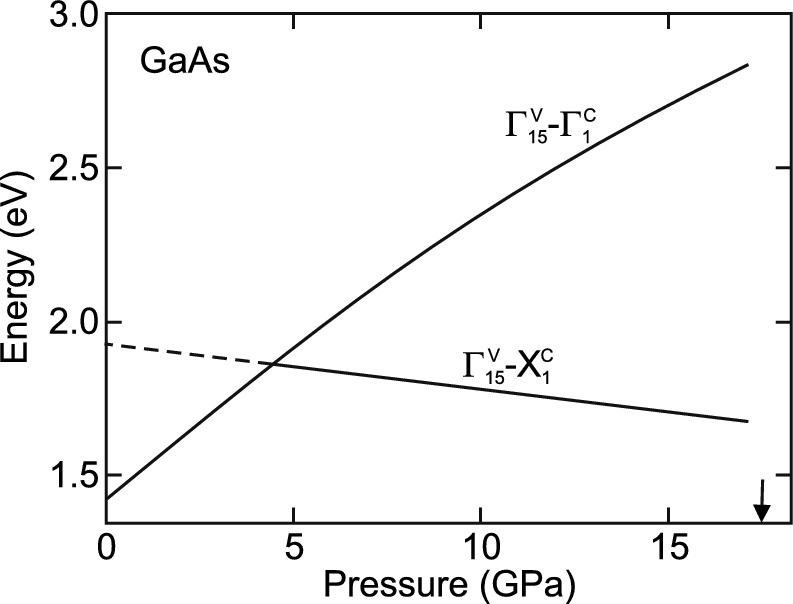 3.0
GaAs
Γ₁₅ⱽ-Γ₁ᶜ
2.5
Energy (eV)
2.0
Γ₁₅ⱽ-X₁ᶜ
1.5
0 5 10 15
Pressure (GPa)